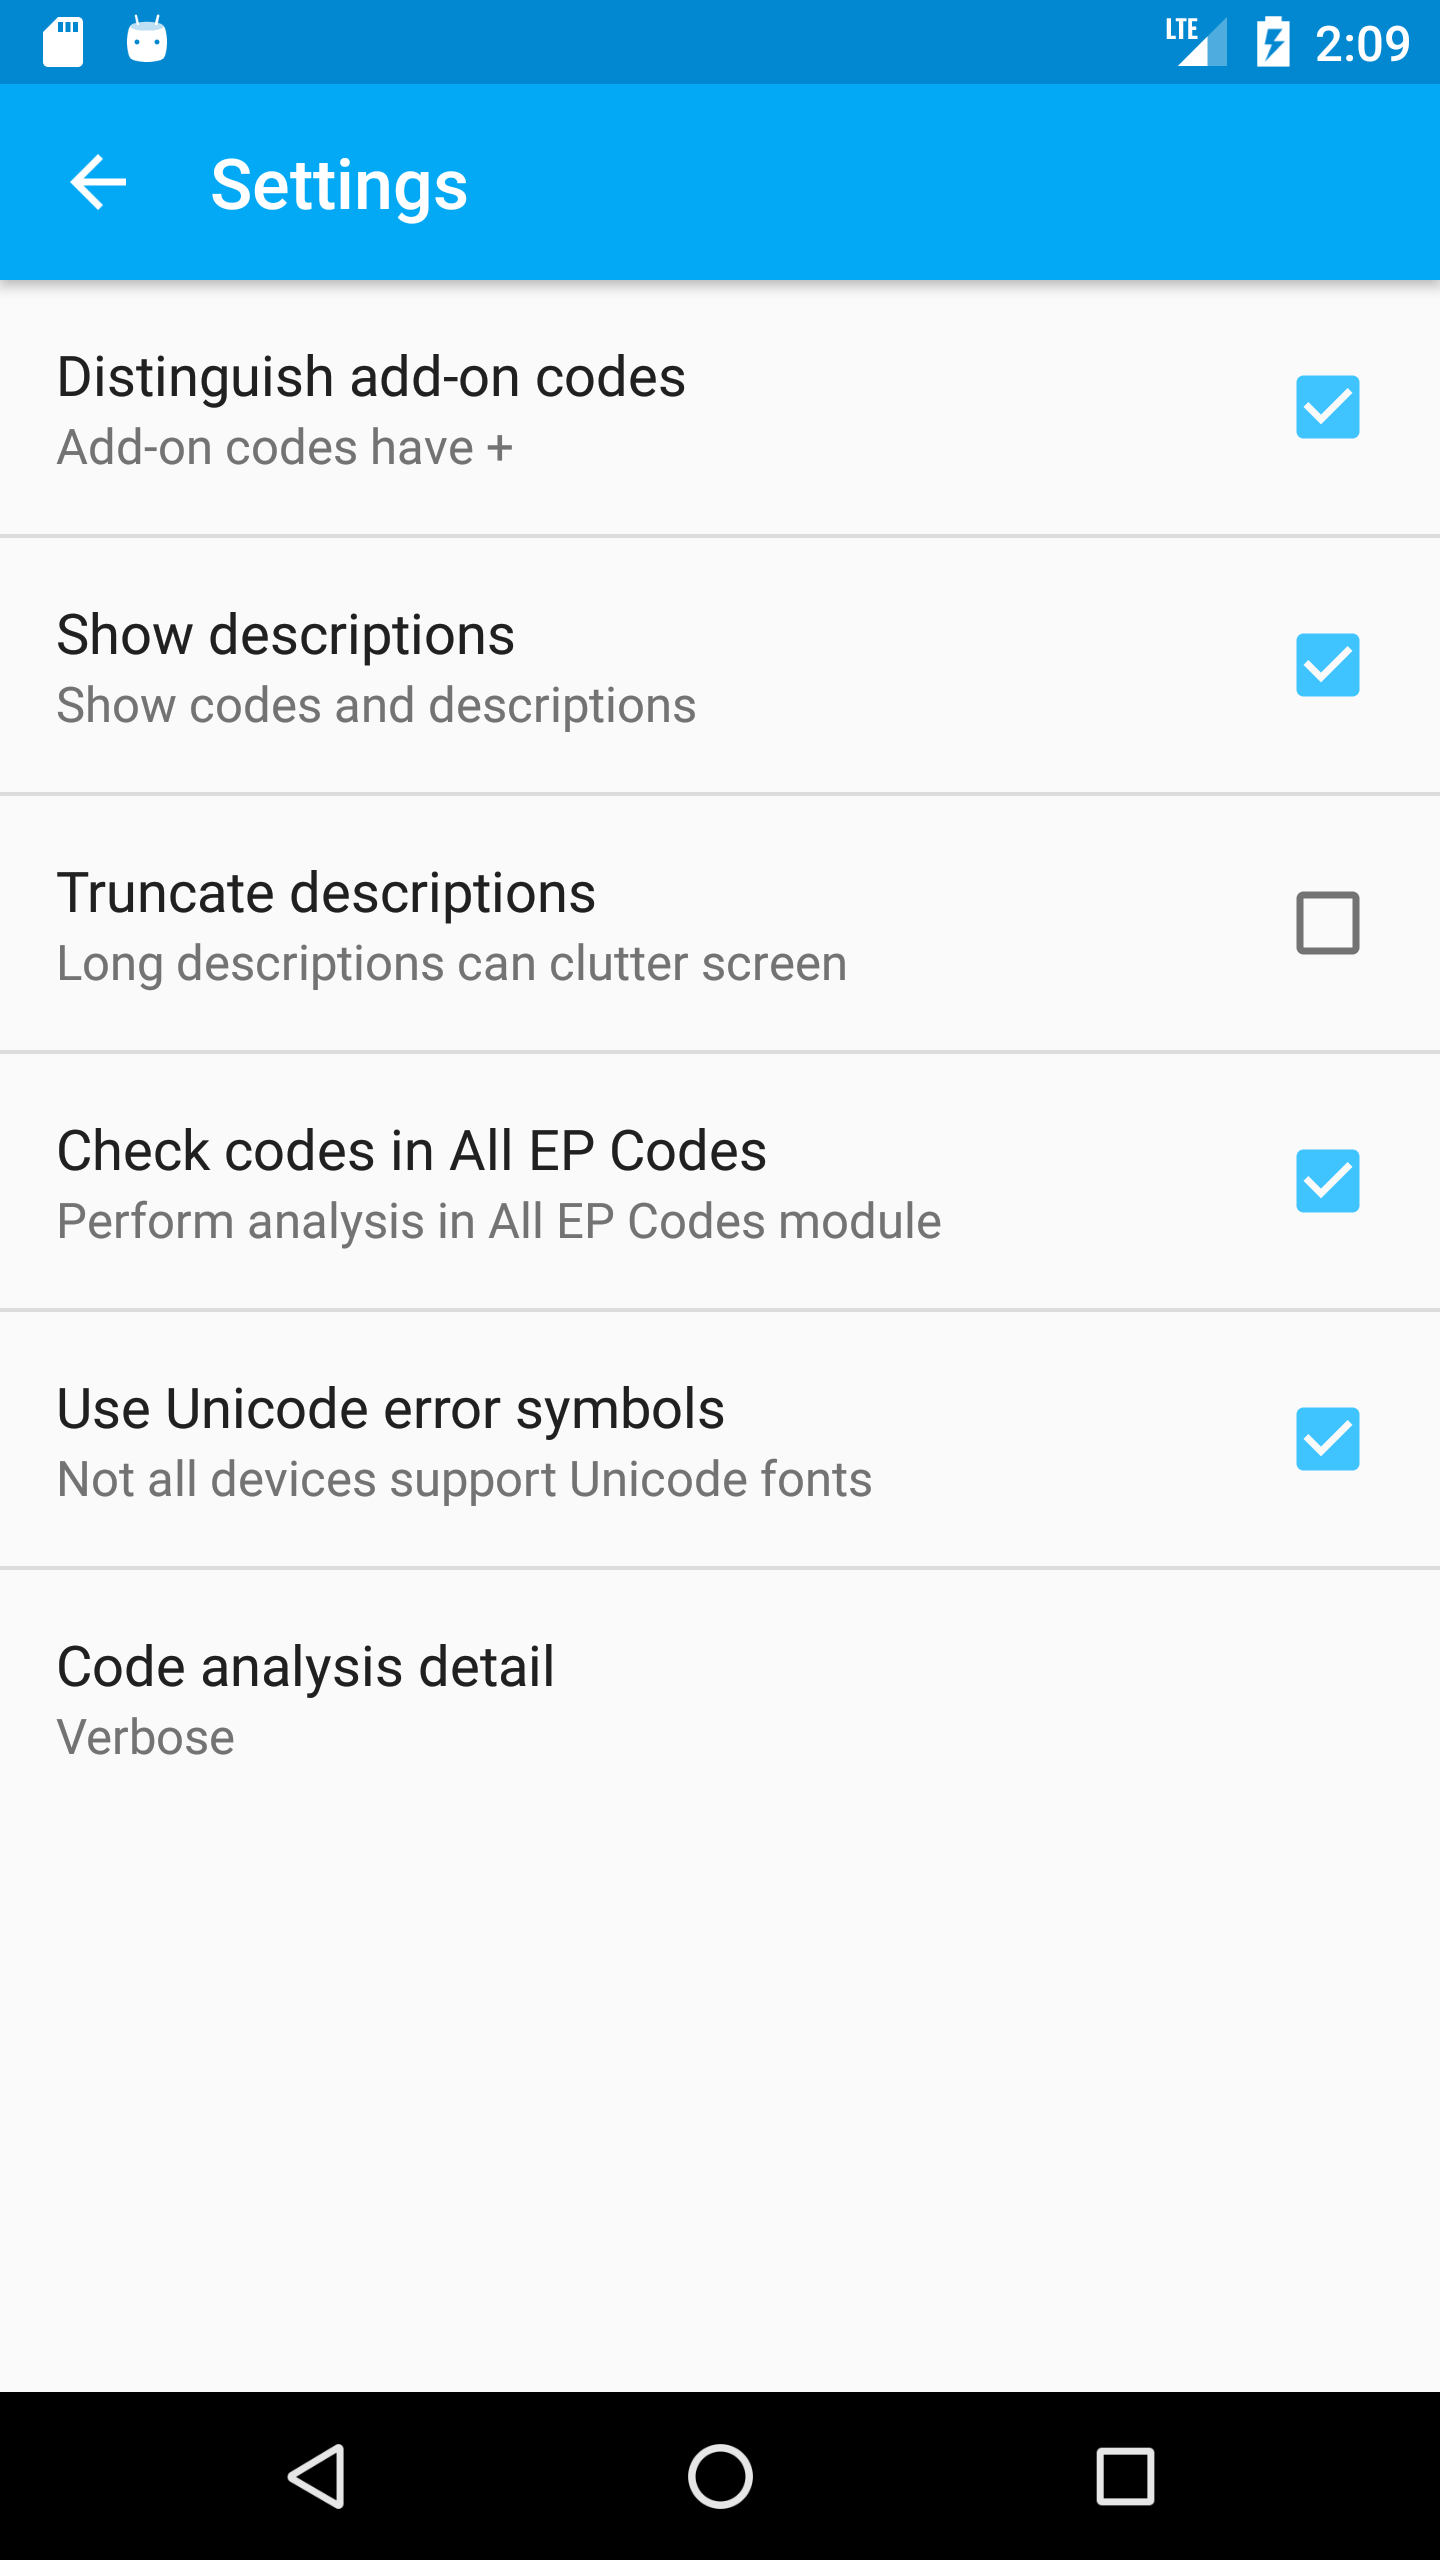 LTE 2:09
Settings
Distinguish add-on codes
Add-on codes have +
Show descriptions
Show codes and descriptions
Truncate descriptions
Long descriptions can clutter screen
Check codes in All EP Codes
Perform analysis in All EP Codes module
Use Unicode error symbols
Not all devices support Unicode fonts
Code analysis detail
Verbose